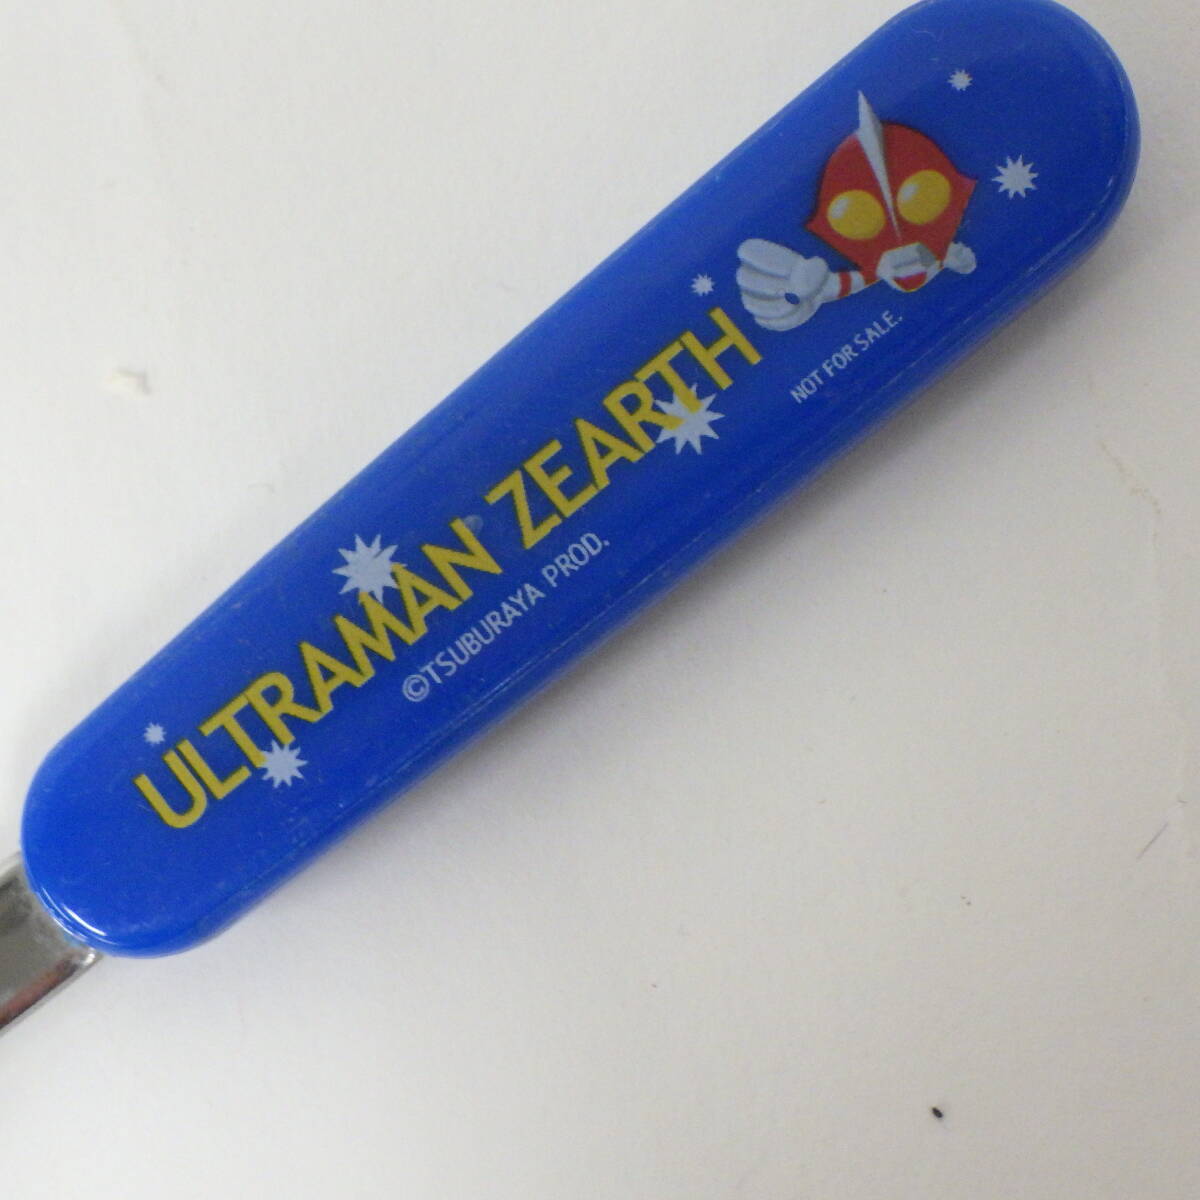 ULTRAMAN ZEARTH
©TSUBURAYA PROD.
NOT FOR SALE.